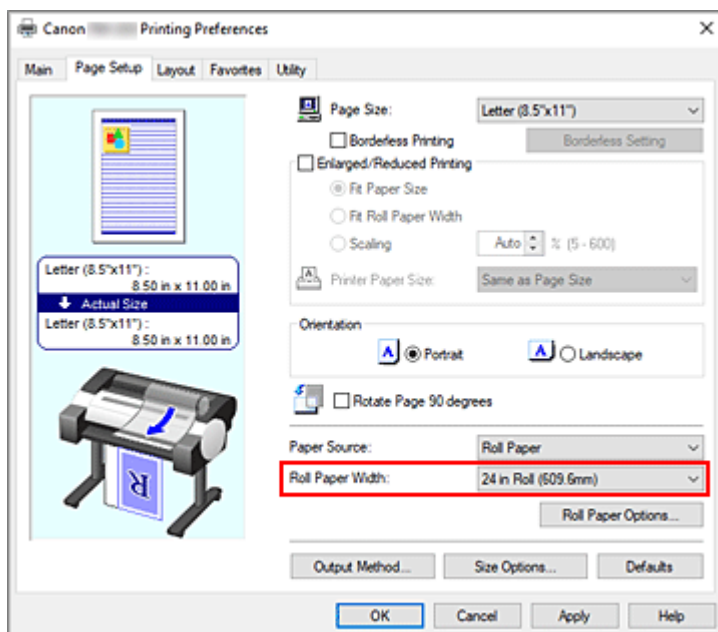 Canon Printing Preferences
Main Page Setup Layout Favorites Utility
Page Size: Letter (8.5"x11")
Borderless Printing Borderless Setting
Enlarged/Reduced Printing
Fit Paper Size
Fit Roll Paper Width
Scaling Auto % (5 - 600)
Printer Paper Size: Same as Page Size
Letter (8.5"x11") :
8.50 in x 11.00 in
Actual Size
Letter (8.5"x11") :
8.50 in x 11.00 in
Orientation
A Portrait A Landscape
Rotate Page 90 degrees
Paper Source: Roll Paper
Roll Paper Width: 24 in Roll (609.6mm)
R
Roll Paper Options...
Output Method... Size Options... Defaults
OK Cancel Apply Help